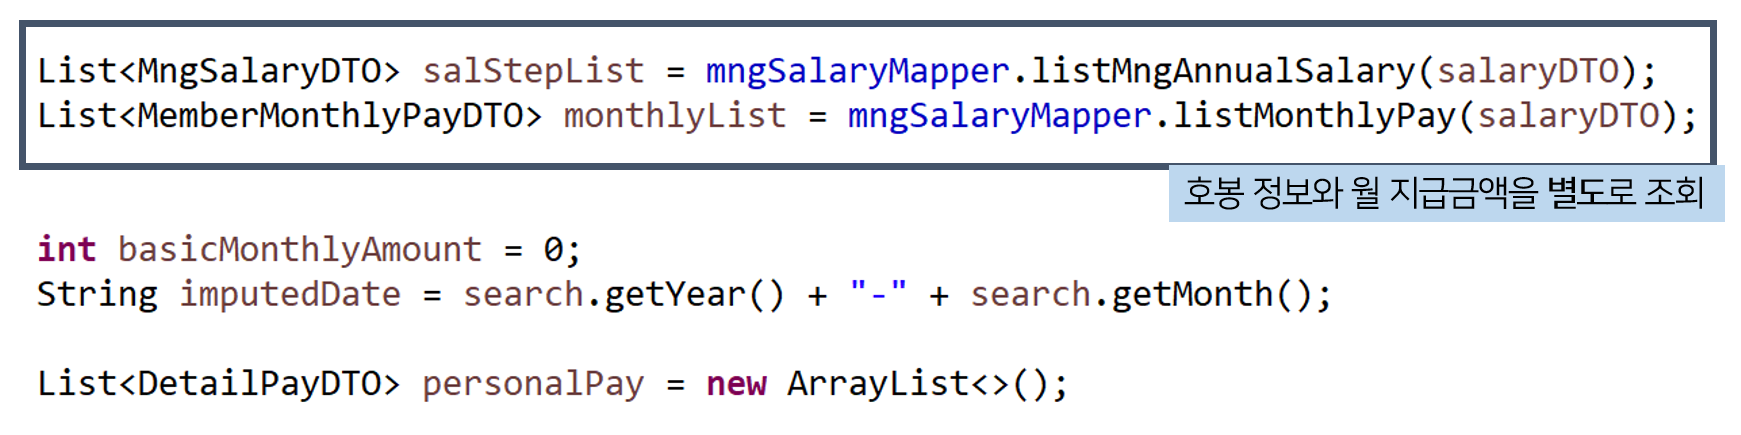 List<MngSalaryDTO> salStepList = mngSalaryMapper.listMngAnnualSalary(salaryDTO);
List<MemberMonthlyPayDTO> monthlyList = mngSalaryMapper.listMonthlyPay(salaryDTO);
호봉 정보와 월 지급금액을 별도로 조회
int basicMonthlyAmount = 0;
String imputedDate = search.getYear() + "-" + search.getMonth();
List<DetailPayDTO> personalPay = new ArrayList<>();